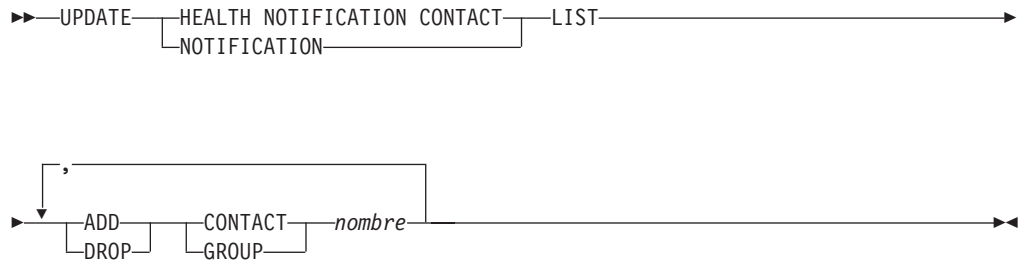 UPDATE HEALTH NOTIFICATION CONTACT LIST
NOTIFICATION
,
ADD CONTACT nombre
DROP GROUP